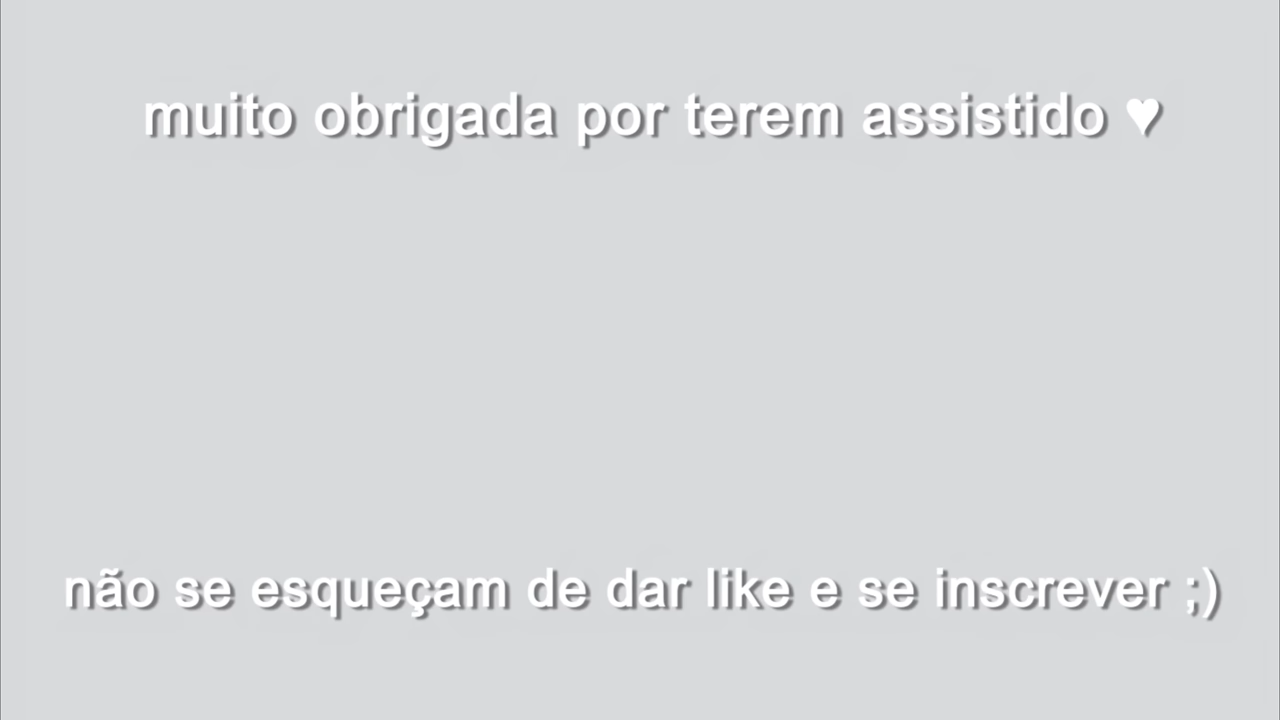 muito obrigada por terem assistido ♥
não se esqueçam de dar like e se inscrever ;)